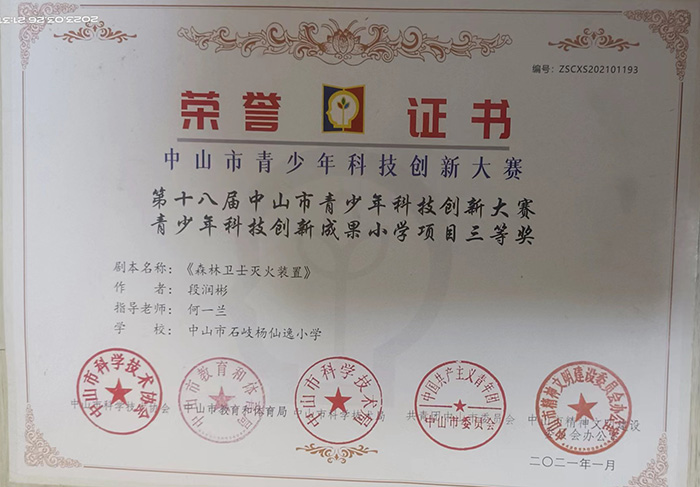 编号：ZSCXS202101193
荣誉证书
中山市青少年科技创新大赛
第十八届中山市青少年科技创新大赛
青少年科技创新成果小学项目三等奖
剧本名称：《森林卫士灭火装置》
作者：段润彬
指导老师：何一兰
学校：中山市石岐杨仙逸小学
中山市科学技术协会
中山市教育和体育局
中山市科学技术局
中国共产主义青年团
中山市委员会
中山市精神文明建设委员会办公室
中山市科学技术协会 中山市教育和体育局 中山市科学技术局 共青团中山市委员会 中山市精神文明建设
委员会办公室
二〇二一年一月